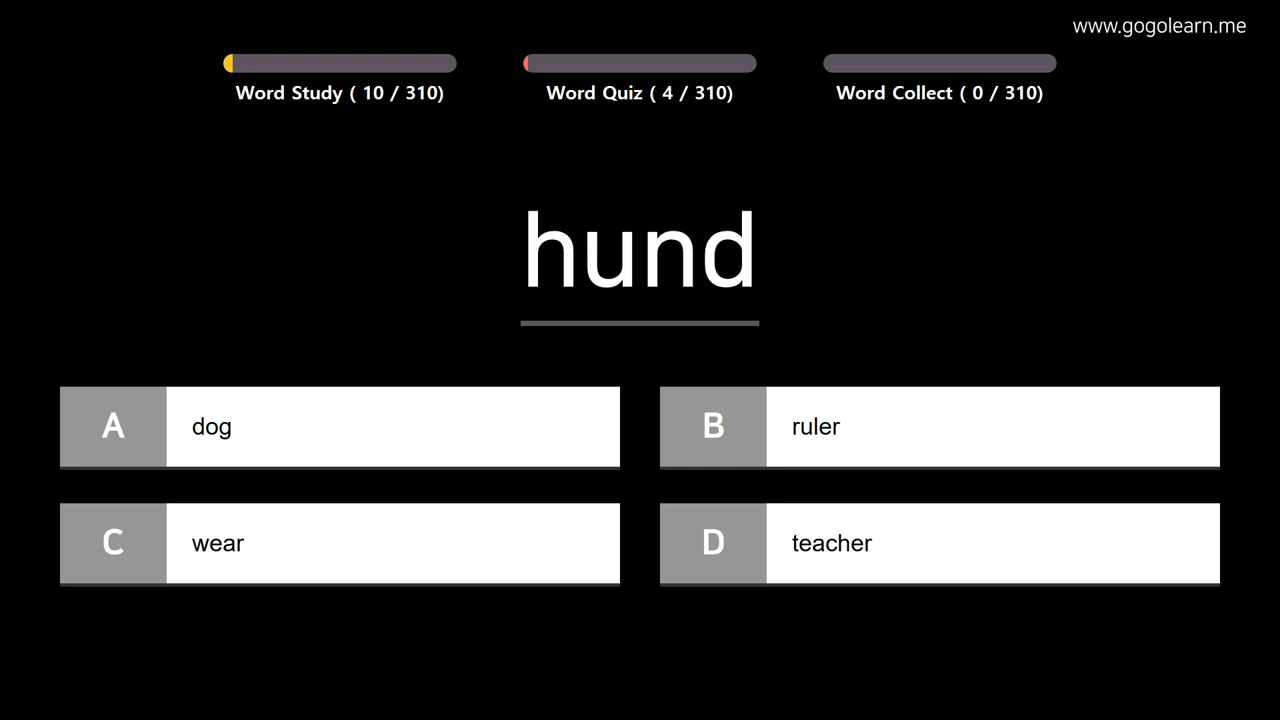 www.gogolearn.me
Word Study ( 10 / 310)
Word Quiz ( 4 / 310)
Word Collect ( 0 / 310)
hund
A dog
B ruler
C wear
D teacher